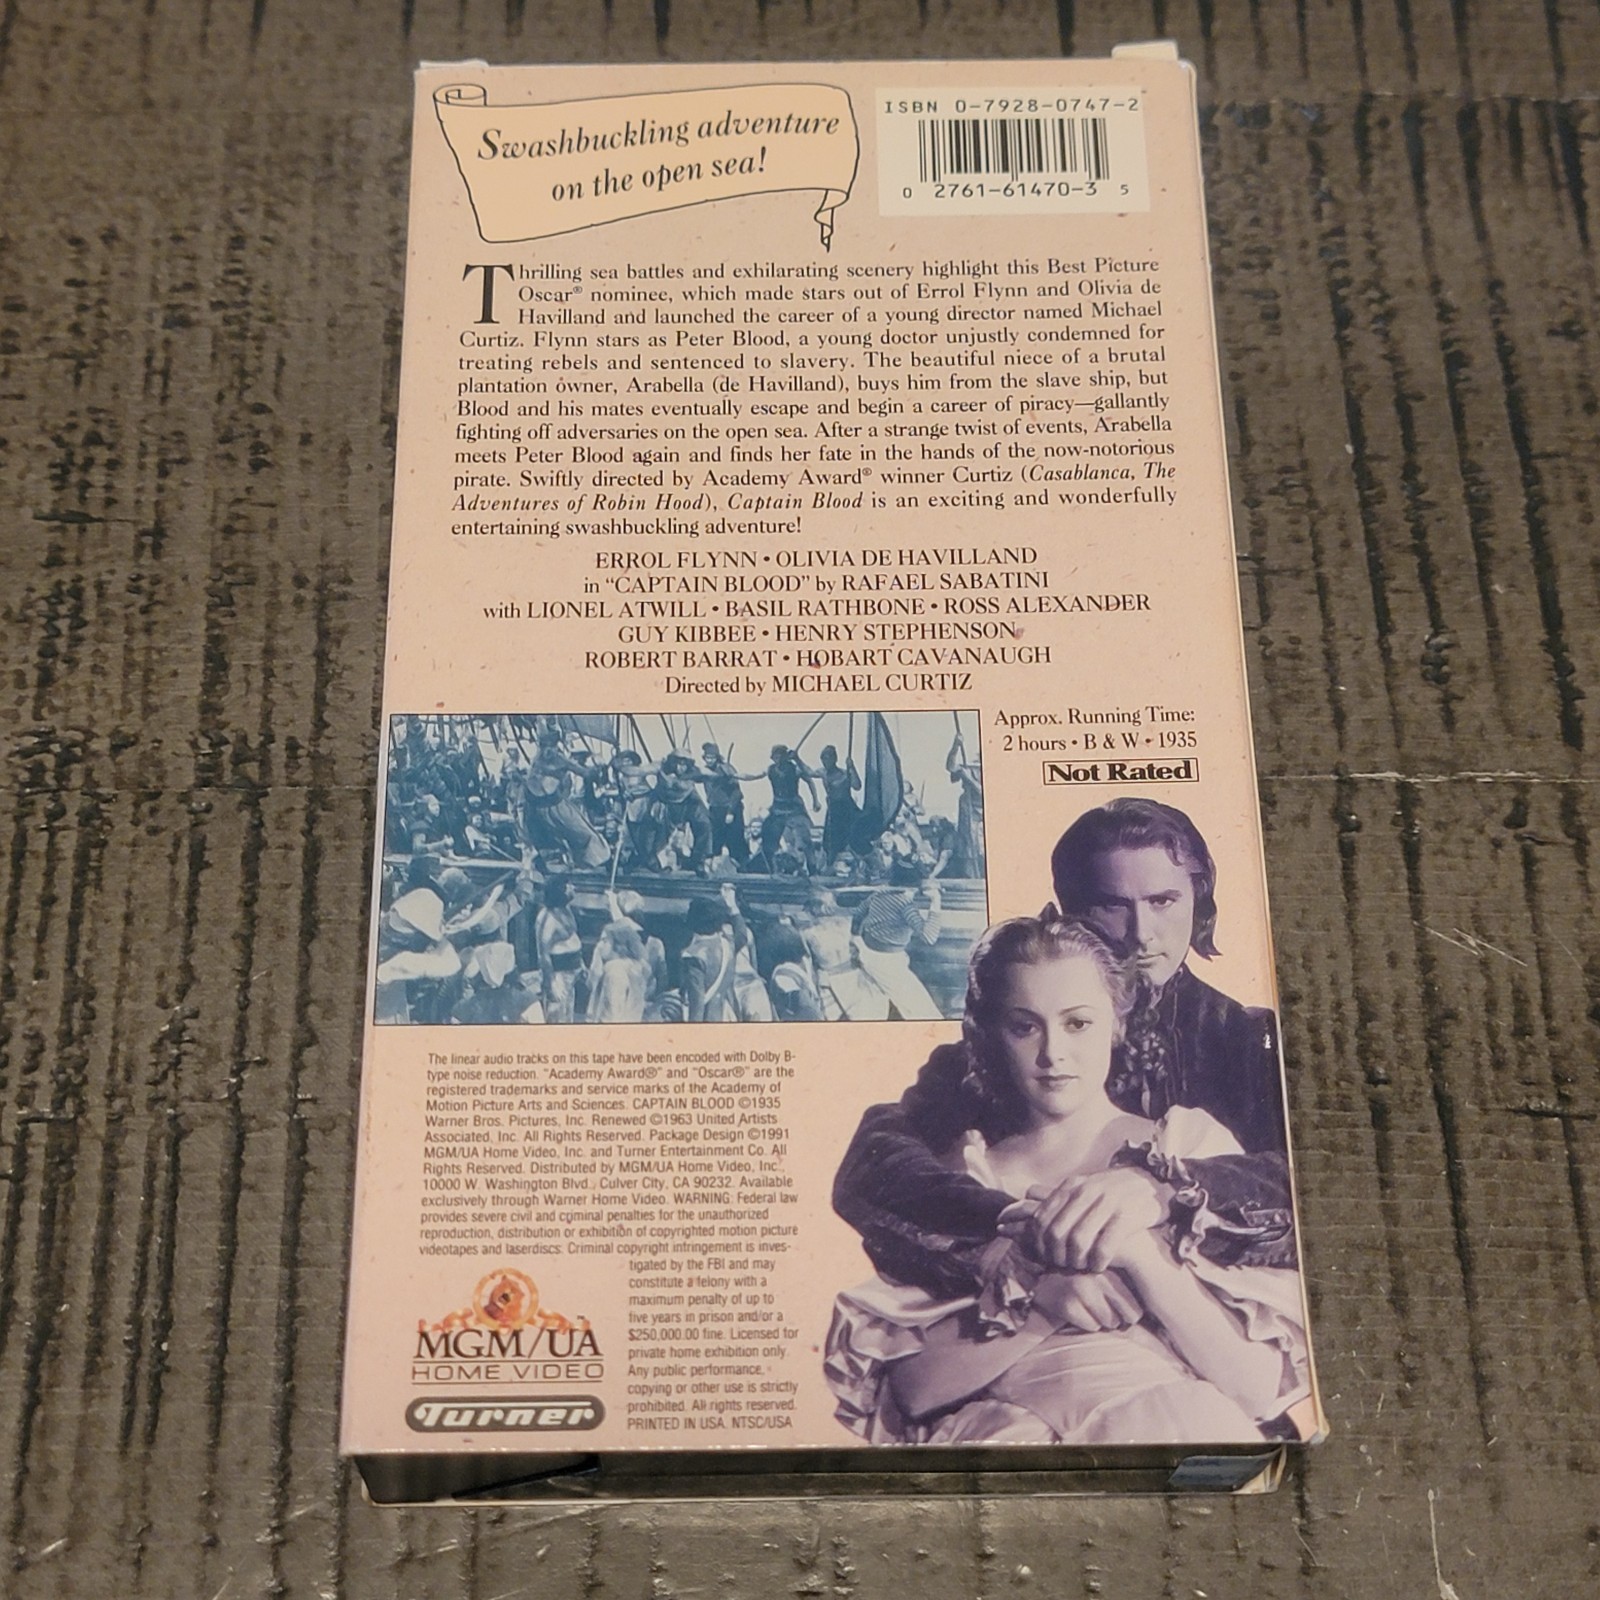 Swashbuckling adventure
on the open sea!
ISBN 0-7928-0747-2
0 2761-61470-3 5
Thrilling sea battles and exhilarating scenery highlight this Best Picture
Oscar® nominee, which made stars out of Errol Flynn and Olivia de
Havilland and launched the career of a young director named Michael
Curtiz. Flynn stars as Peter Blood, a young doctor unjustly condemned for
treating rebels and sentenced to slavery. The beautiful niece of a brutal
plantation owner, Arabella (de Havilland), buys him from the slave ship, but
Blood and his mates eventually escape and begin a career of piracy—gallantly
fighting off adversaries on the open sea. After a strange twist of events, Arabella
meets Peter Blood again and finds her fate in the hands of the now-notorious
pirate. Swiftly directed by Academy Award® winner Curtiz (Casablanca, The
Adventures of Robin Hood), Captain Blood is an exciting and wonderfully
entertaining swashbuckling adventure!
ERROL FLYNN • OLIVIA DE HAVILLAND
in “CAPTAIN BLOOD” by RAFAEL SABATINI
with LIONEL ATWILL • BASIL RATHBONE • ROSS ALEXANDER
GUY KIBBEE • HENRY STEPHENSON
ROBERT BARRAT • HOBART CAVANAUGH
Directed by MICHAEL CURTIZ
Approx. Running Time:
2 hours • B & W • 1935
Not Rated
The linear audio tracks on this tape have been encoded with Dolby B-
type noise reduction. "Academy Award®" and "Oscar®" are the
registered trademarks and service marks of the Academy of
Motion Picture Arts and Sciences. CAPTAIN BLOOD ©1935
Warner Bros. Pictures, Inc. Renewed ©1963 United Artists
Associated, Inc. All Rights Reserved. Package Design ©1991
MGM/UA Home Video, Inc. and Turner Entertainment Co. All
Rights Reserved. Distributed by MGM/UA Home Video, Inc.,
10000 W. Washington Blvd., Culver City, CA 90232. Available
exclusively through Warner Home Video. WARNING: Federal law
provides severe civil and criminal penalties for the unauthorized
reproduction, distribution or exhibition of copyrighted motion picture
videotapes and laserdiscs. Criminal copyright infringement is inves-
tigated by the FBI and may
constitute a felony with a
maximum penalty of up to
five years in prison and/or a
$250,000.00 fine. Licensed for
private home exhibition only.
Any public performance,
copying or other use is strictly
prohibited. All rights reserved.
PRINTED IN USA. NTSC/USA
MGM/UA
HOME VIDEO
Turner